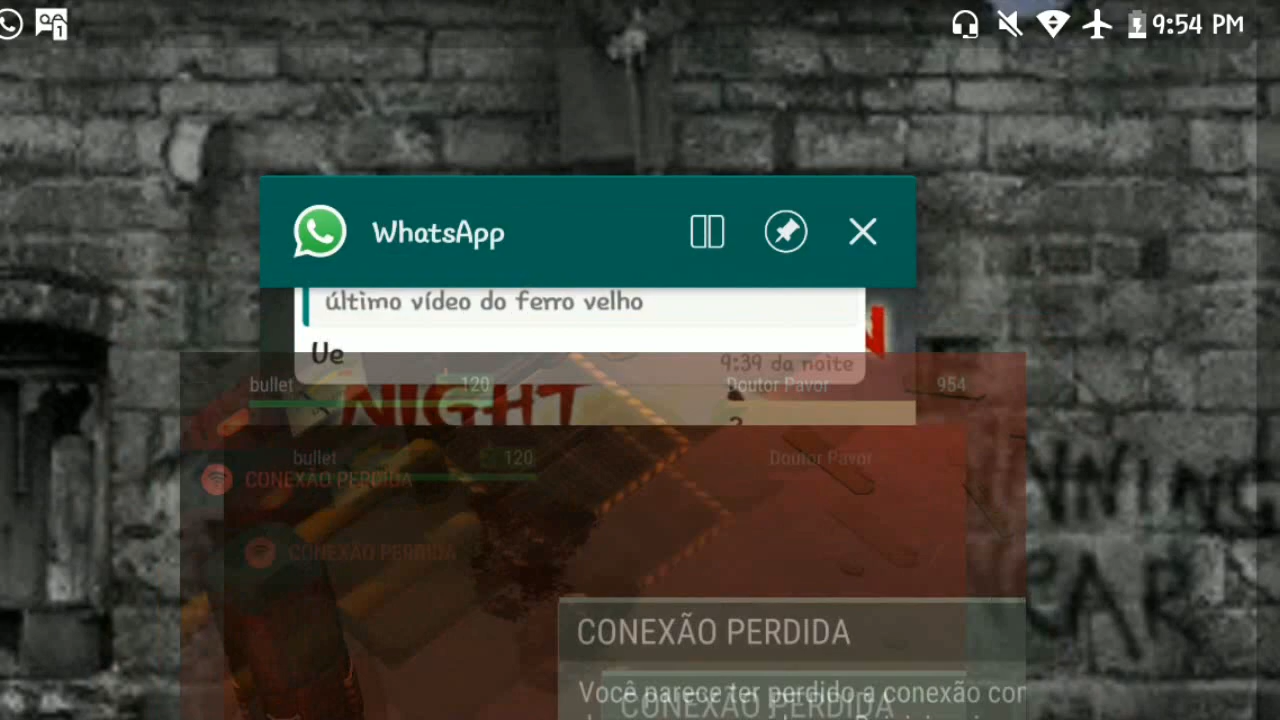 9:54 PM
WhatsApp
último vídeo do ferro velho
Ue
9:39 da noite
bullet 120 Doutor Pavor 954
NIGHT
2
bullet 120 Doutor Pavor
CONEXÃO PERDIDA
CONEXÃO PERDIDA
CONEXÃO PERDIDA
Você parece ter perdido a conexão con
CONEXÃO PERDIDA